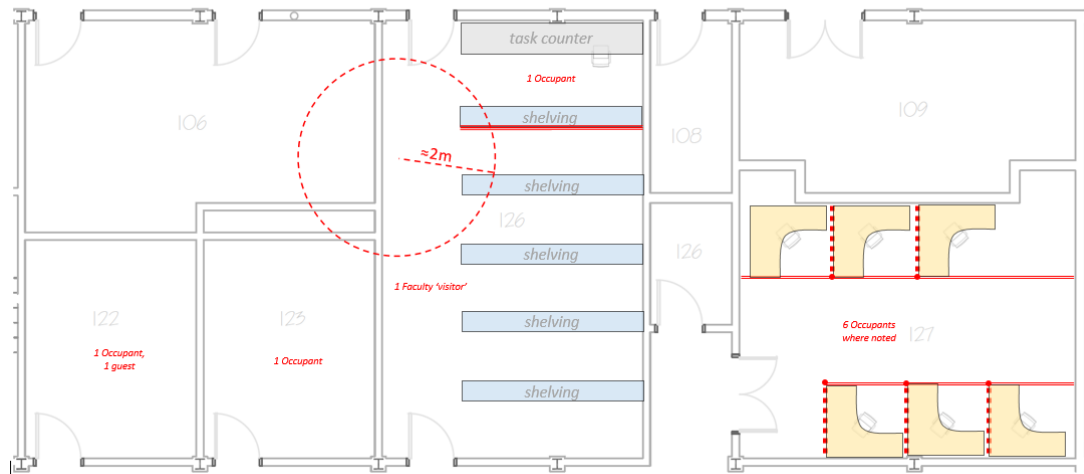 task counter
1 Occupant
106
shelving
108
109
≈2m
shelving
126
shelving
126
1 Faculty 'visitor'
122
123
shelving
6 Occupants
where noted
127
1 Occupant,
1 guest
1 Occupant
shelving